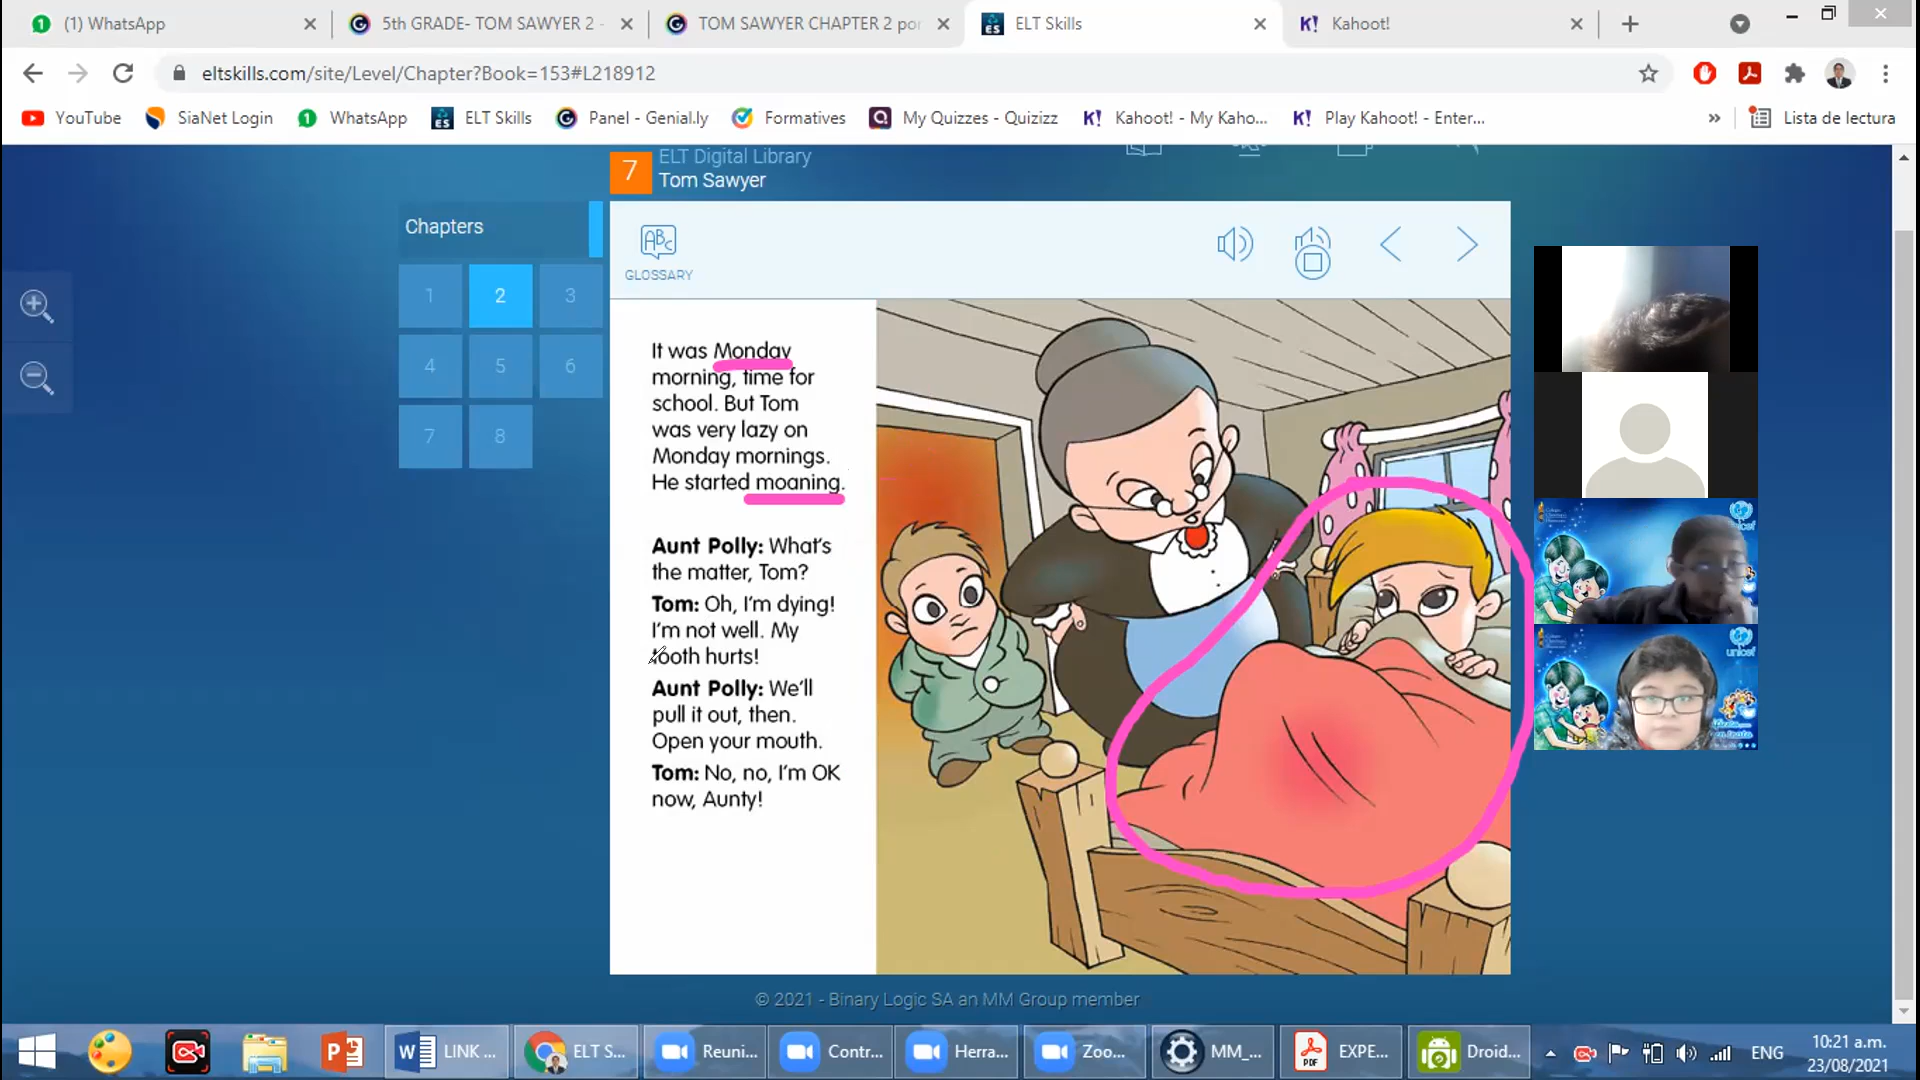 (1) WhatsApp
5th GRADE- TOM SAWYER 2 -
TOM SAWYER CHAPTER 2 por
ELT Skills
Kahoot!
eltskills.com/site/Level/Chapter?Book=153#L218912
YouTube
SiaNet Login
WhatsApp
ELT Skills
Panel - Genial.ly
Formatives
My Quizzes - Quizizz
Kahoot! - My Kaho...
Play Kahoot! - Enter...
»
Lista de lectura
7
ELT Digital Library
Tom Sawyer
Chapters
1 2 3
4 5 6
7 8
ABC
GLOSSARY
It was Monday
morning, time for
school. But Tom
was very lazy on
Monday mornings.
He started moaning.
Aunt Polly: What's
the matter, Tom?
Tom: Oh, I'm dying!
I'm not well. My
tooth hurts!
Aunt Polly: We'll
pull it out, then.
Open your mouth.
Tom: No, no, I'm OK
now, Aunty!
unicef
© 2021 - Binary Logic SA an MM Group member
LINK ...
ELT S...
Reuni...
Contr...
Herra...
Zoo...
MM_...
EXPE...
Droid...
ENG
10:21 a.m.
23/08/2021